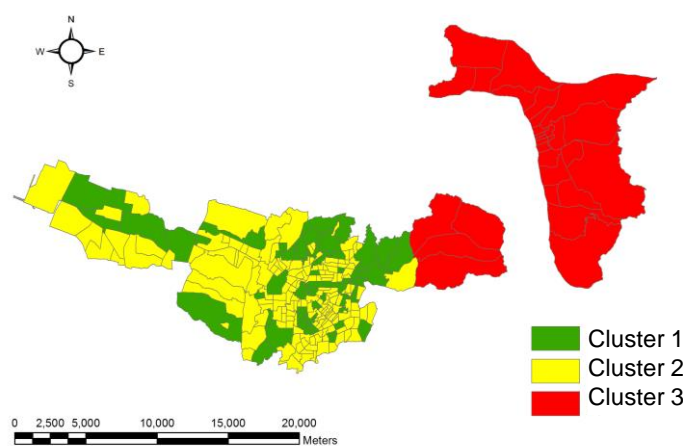 N
W E
S
Cluster 1
Cluster 2
Cluster 3
0 2,500 5,000 10,000 15,000 20,000
Meters